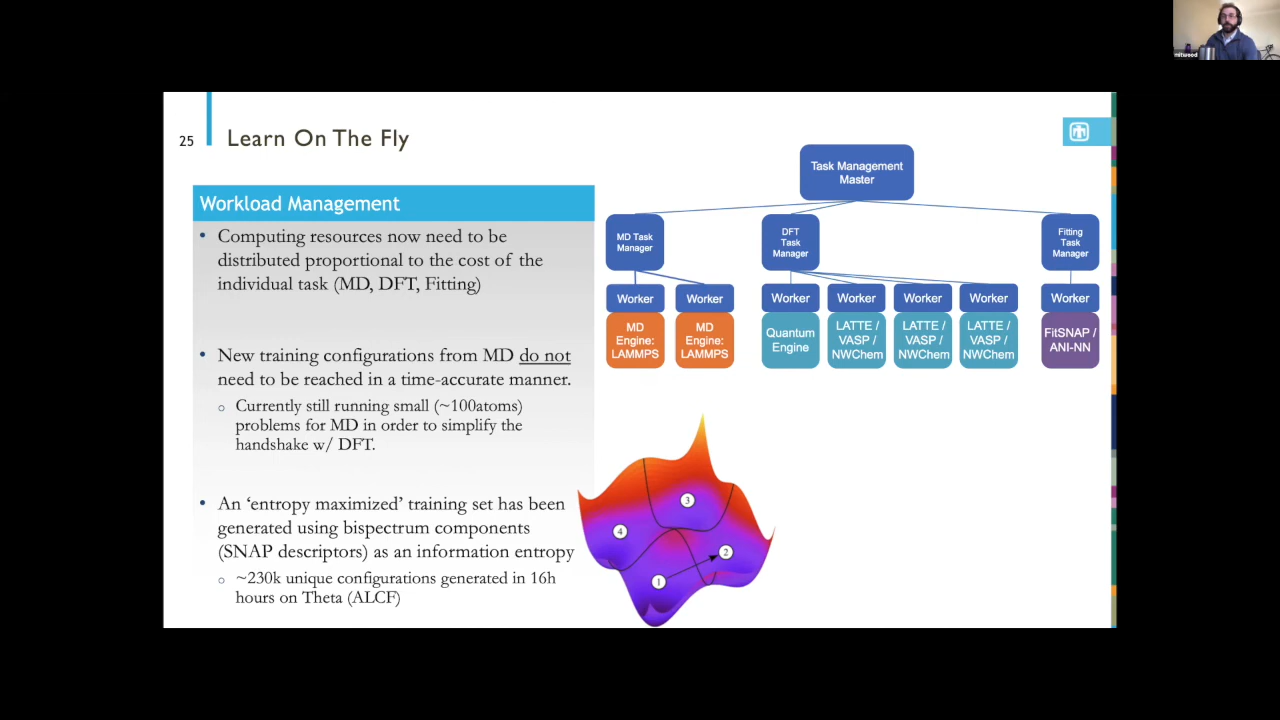 mitwood
25
Learn On The Fly
Workload Management
• Computing resources now need to be
distributed proportional to the cost of the
individual task (MD, DFT, Fitting)
• New training configurations from MD do not
need to be reached in a time-accurate manner.
o Currently still running small (~100atoms)
problems for MD in order to simplify the
handshake w/ DFT.
• An ‘entropy maximized’ training set has been
generated using bispectrum components
(SNAP descriptors) as an information entropy
o ~230k unique configurations generated in 16h
hours on Theta (ALCF)
Task Management
Master
MD Task
Manager
DFT
Task
Manager
Fitting
Task
Manager
Worker
Worker
Worker
Worker
Worker
Worker
Worker
MD
Engine:
LAMMPS
MD
Engine:
LAMMPS
Quantum
Engine
LATTE /
VASP /
NWChem
LATTE /
VASP /
NWChem
LATTE /
VASP /
NWChem
FitSNAP /
ANI-NN
3
4
2
1